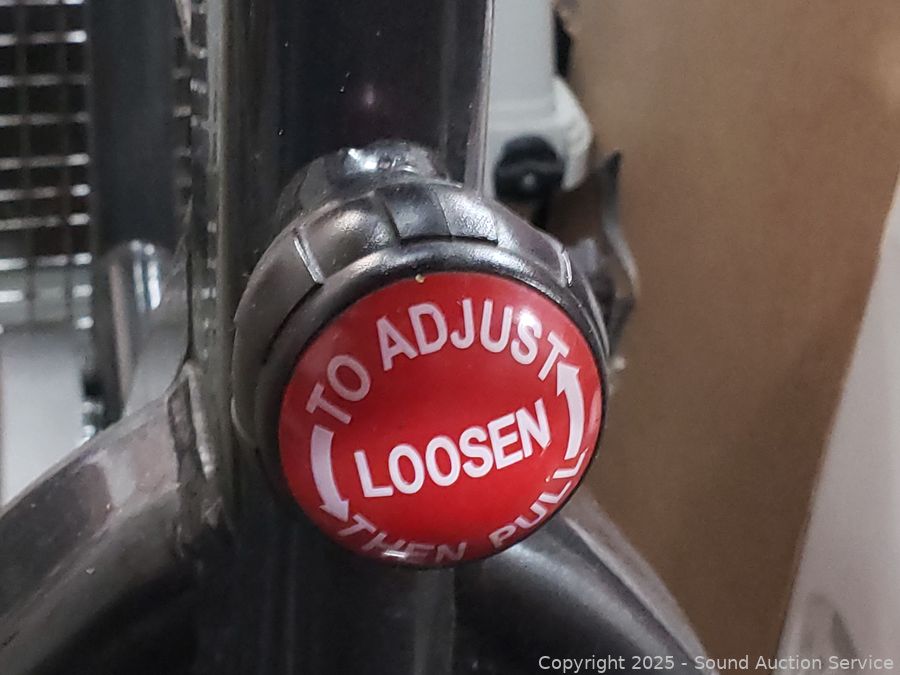 TO ADJUST
LOOSEN
THEN PULL
Copyright © 2025 - Sound Auction Service